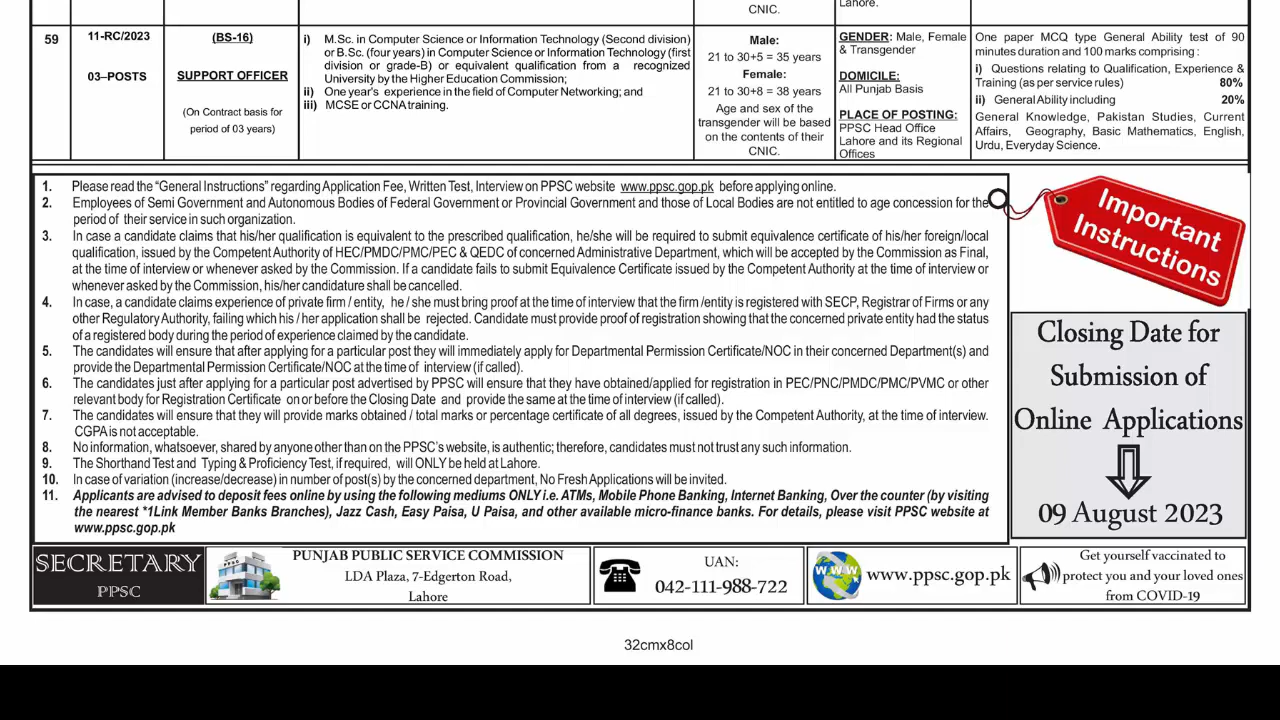 CNIC.
Lahore.
59
11-RC/2023
03–POSTS
(BS-16)
SUPPORT OFFICER
(On Contract basis for
period of 03 years)
i) M.Sc. in Computer Science or Information Technology (Second division)
or B.Sc. (four years) in Computer Science or Information Technology (first
division or grade-B) or equivalent qualification from a recognized
University by the Higher Education Commission;
ii) One year's experience in the field of Computer Networking; and
iii) MCSE or CCNA training.
Male:
21 to 30+5 = 35 years
Female:
21 to 30+8 = 38 years
Age and sex of the
transgender will be based
on the contents of their
CNIC.
GENDER: Male, Female
& Transgender
DOMICILE:
All Punjab Basis
PLACE OF POSTING:
PPSC Head Office
Lahore and its Regional
Offices
One paper MCQ type General Ability test of 90
minutes duration and 100 marks comprising :
i) Questions relating to Qualification, Experience &
Training (as per service rules) 80%
ii) General Ability including 20%
General Knowledge, Pakistan Studies, Current
Affairs, Geography, Basic Mathematics, English,
Urdu, Everyday Science.
1. Please read the “General Instructions” regarding Application Fee, Written Test, Interview on PPSC website www.ppsc.gop.pk before applying online.
2. Employees of Semi Government and Autonomous Bodies of Federal Government or Provincial Government and those of Local Bodies are not entitled to age concession for the
period of their service in such organization.
3. In case a candidate claims that his/her qualification is equivalent to the prescribed qualification, he/she will be required to submit equivalence certificate of his/her foreign/local
qualification, issued by the Competent Authority of HEC/PMDC/PMC/PEC & QEDC of concerned Administrative Department, which will be accepted by the Commission as Final,
at the time of interview or whenever asked by the Commission. If a candidate fails to submit Equivalence Certificate issued by the Competent Authority at the time of interview or
whenever asked by the Commission, his/her candidature shall be cancelled.
4. In case, a candidate claims experience of private firm / entity, he / she must bring proof at the time of interview that the firm /entity is registered with SECP, Registrar of Firms or any
other Regulatory Authority, failing which his / her application shall be rejected. Candidate must provide proof of registration showing that the concerned private entity had the status
of a registered body during the period of experience claimed by the candidate.
5. The candidates will ensure that after applying for a particular post they will immediately apply for Departmental Permission Certificate/NOC in their concerned Department(s) and
provide the Departmental Permission Certificate/NOC at the time of interview (if called).
6. The candidates just after applying for a particular post advertised by PPSC will ensure that they have obtained/applied for registration in PEC/PNC/PMDC/PMC/PVMC or other
relevant body for Registration Certificate on or before the Closing Date and provide the same at the time of interview (if called).
7. The candidates will ensure that they will provide marks obtained / total marks or percentage certificate of all degrees, issued by the Competent Authority, at the time of interview.
CGPA is not acceptable.
8. No information, whatsoever, shared by anyone other than on the PPSC’s website, is authentic; therefore, candidates must not trust any such information.
9. The Shorthand Test and Typing & Proficiency Test, if required, will ONLY be held at Lahore.
10. In case of variation (increase/decrease) in number of post(s) by the concerned department, No Fresh Applications will be invited.
11. Applicants are advised to deposit fees online by using the following mediums ONLY i.e. ATMs, Mobile Phone Banking, Internet Banking, Over the counter (by visiting
the nearest *1Link Member Banks Branches), Jazz Cash, Easy Paisa, U Paisa, and other available micro-finance banks. For details, please visit PPSC website at
www.ppsc.gop.pk
Important
Instructions
Closing Date for
Submission of
Online Applications
09 August 2023
SECRETARY
PPSC
PPSC
PUNJAB PUBLIC SERVICE COMMISSION
LDA Plaza, 7-Edgerton Road,
Lahore
UAN:
042-111-988-722
WWW
www.ppsc.gop.pk
Get yourself vaccinated to
protect you and your loved ones
from COVID-19
32cmx8col